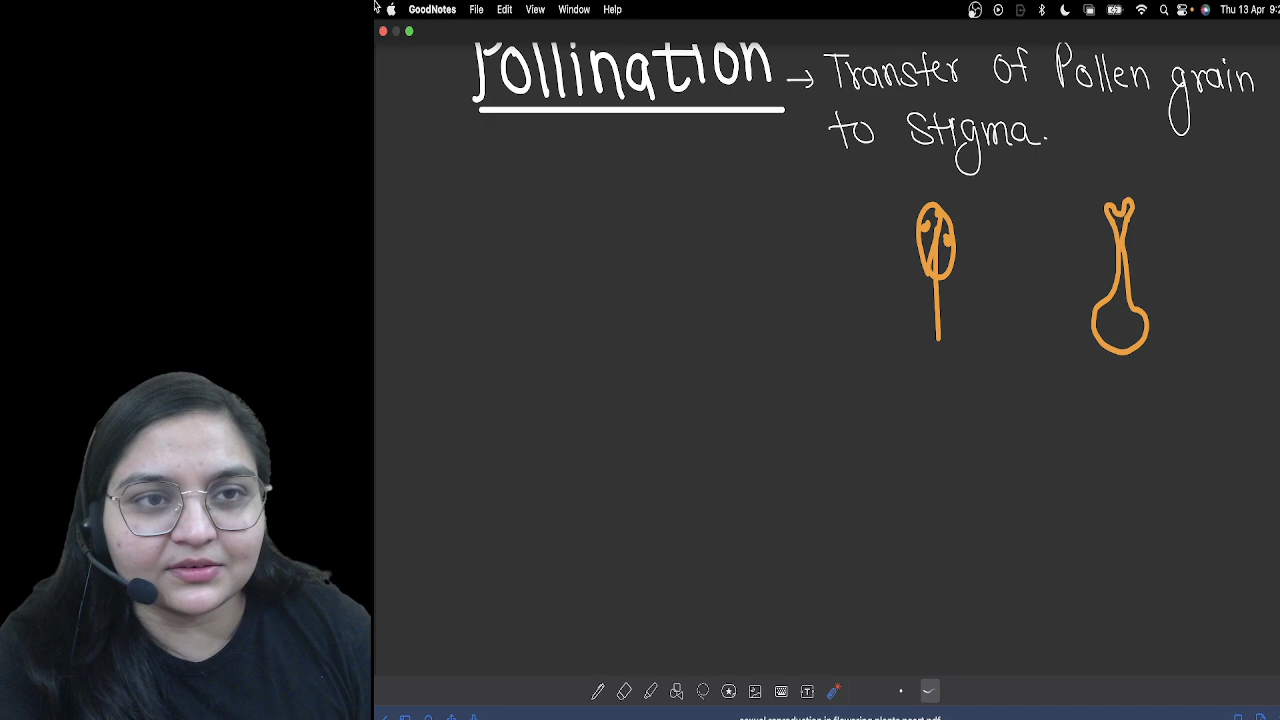 GoodNotes File Edit View Window Help Thu 13 Apr
Pollination → Transfer of Pollen grain
to Stigma.